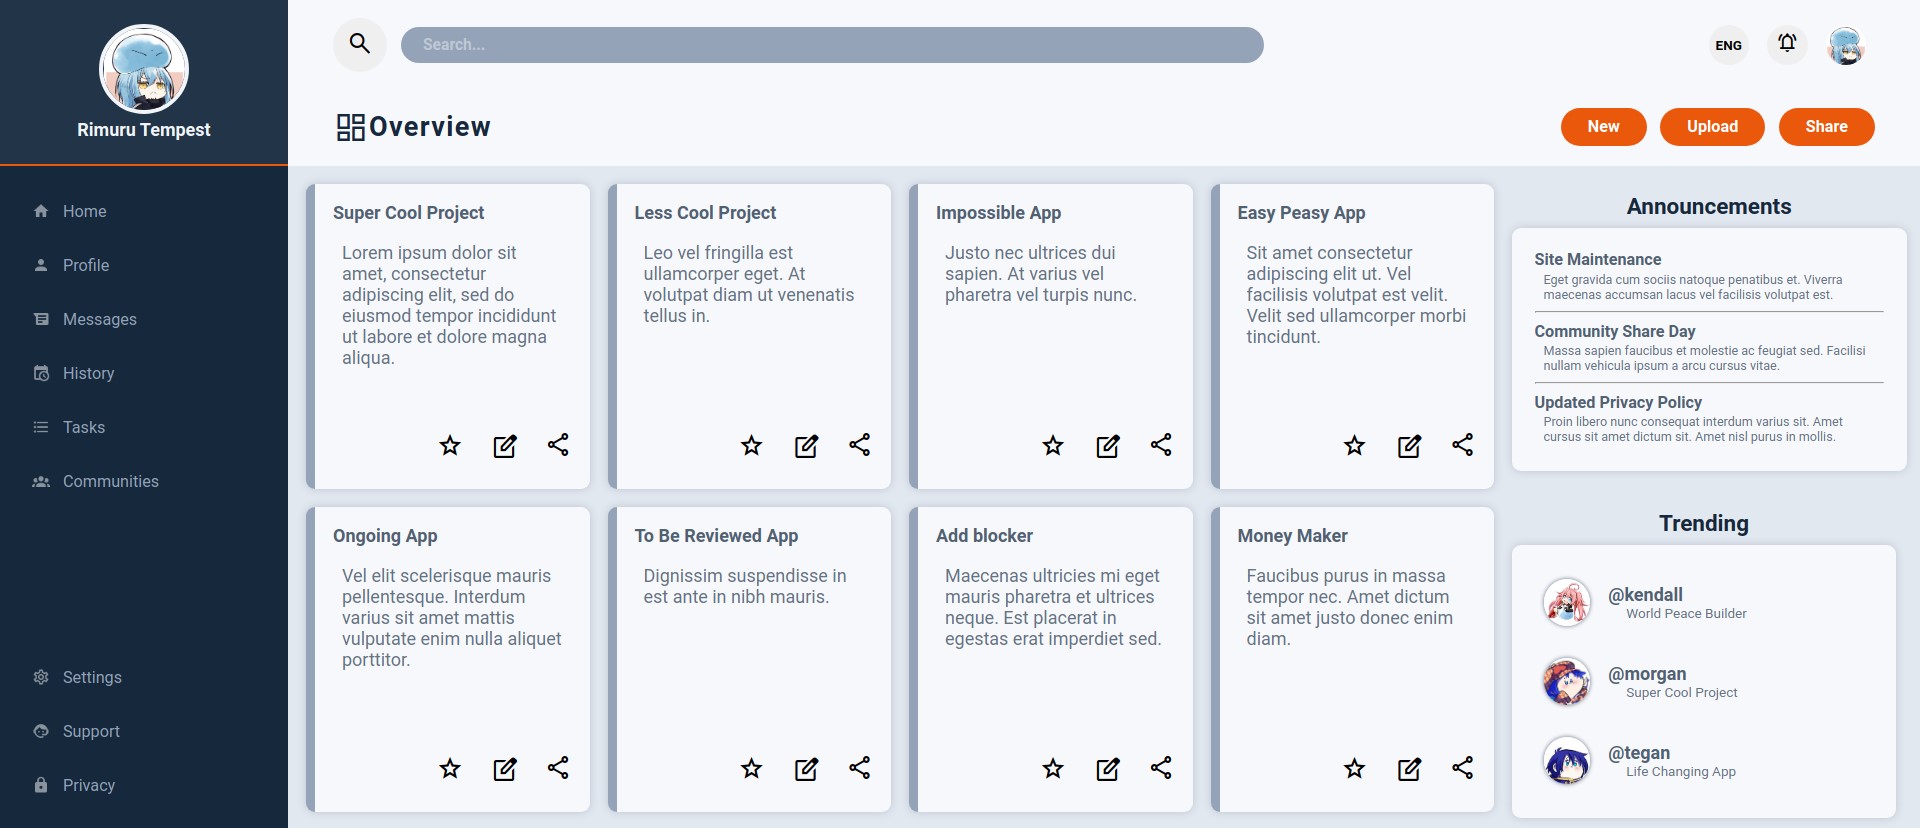 Rimuru Tempest
Home
Profile
Messages
History
Tasks
Communities
Settings
Support
Privacy
Search...
ENG
Overview
New
Upload
Share
Super Cool Project
Lorem ipsum dolor sit
amet, consectetur
adipiscing elit, sed do
eiusmod tempor incididunt
ut labore et dolore magna
aliqua.
Less Cool Project
Leo vel fringilla est
ullamcorper eget. At
volutpat diam ut venenatis
tellus in.
Impossible App
Justo nec ultrices dui
sapien. At varius vel
pharetra vel turpis nunc.
Easy Peasy App
Sit amet consectetur
adipiscing elit ut. Vel
facilisis volutpat est velit.
Velit sed ullamcorper morbi
tincidunt.
Ongoing App
Vel elit scelerisque mauris
pellentesque. Interdum
varius sit amet mattis
vulputate enim nulla aliquet
porttitor.
To Be Reviewed App
Dignissim suspendisse in
est ante in nibh mauris.
Add blocker
Maecenas ultricies mi eget
mauris pharetra et ultrices
neque. Est placerat in
egestas erat imperdiet sed.
Money Maker
Faucibus purus in massa
tempor nec. Amet dictum
sit amet justo donec enim
diam.
Announcements
Site Maintenance
Eget gravida cum sociis natoque penatibus et. Viverra
maecenas accumsan lacus vel facilisis volutpat est.
Community Share Day
Massa sapien faucibus et molestie ac feugiat sed. Facilisi
nullam vehicula ipsum a arcu cursus vitae.
Updated Privacy Policy
Proin libero nunc consequat interdum varius sit. Amet
cursus sit amet dictum sit. Amet nisl purus in mollis.
Trending
@kendall
World Peace Builder
@morgan
Super Cool Project
@tegan
Life Changing App